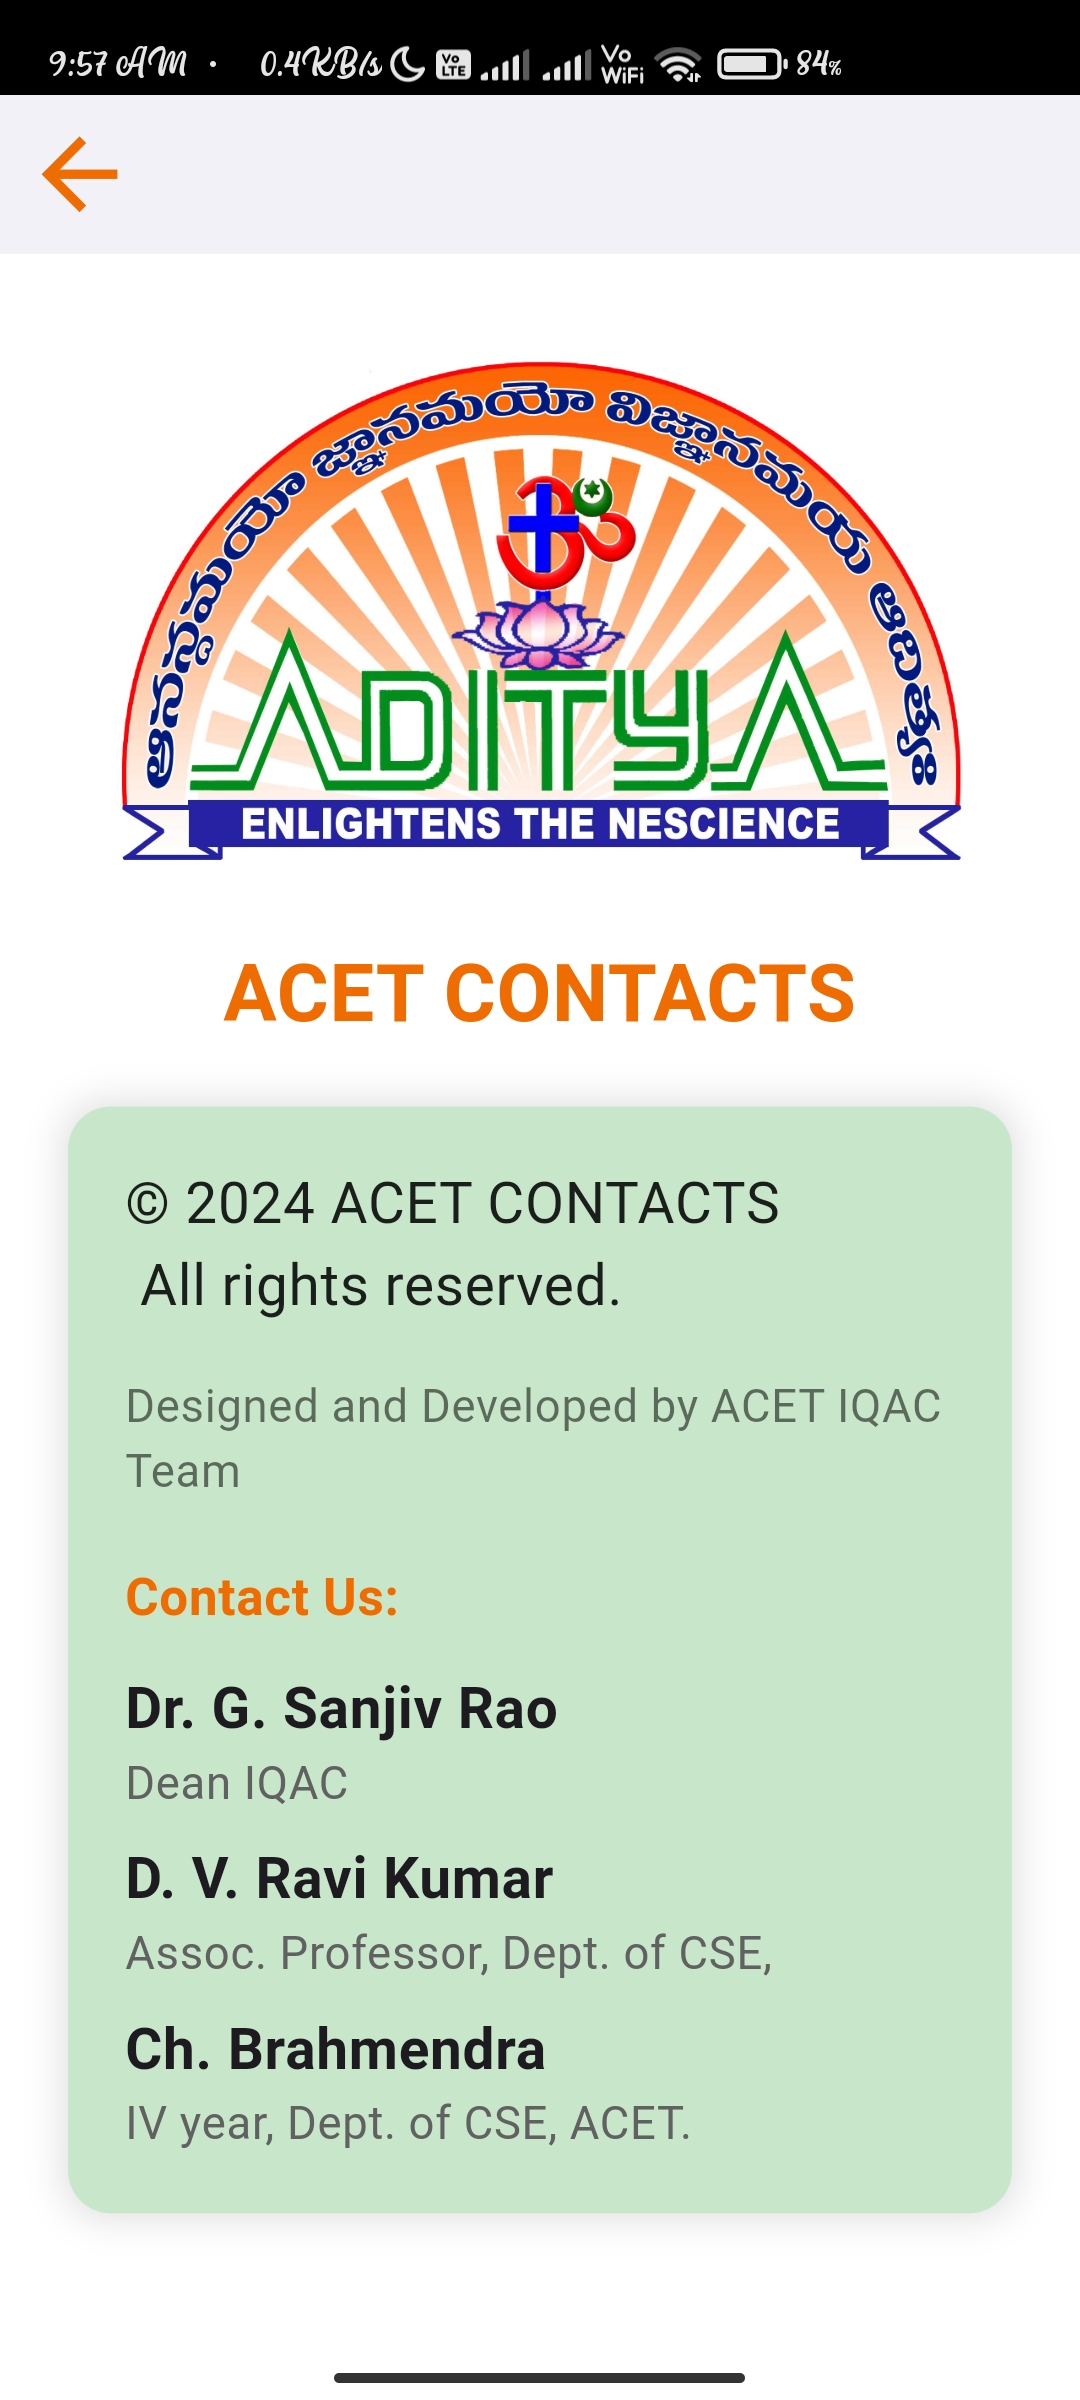 9:57 AM • 0.4KB/s Vo LTE Vo WiFi 84%
అన్నమయో జ్ఞానమయో విజ్ఞానమయ ఆదిత్యః
ADITYA
ENLIGHTENS THE NESCIENCE
ACET CONTACTS
© 2024 ACET CONTACTS
All rights reserved.
Designed and Developed by ACET IQAC
Team
Contact Us:
Dr. G. Sanjiv Rao
Dean IQAC
D. V. Ravi Kumar
Assoc. Professor, Dept. of CSE,
Ch. Brahmendra
IV year, Dept. of CSE, ACET.